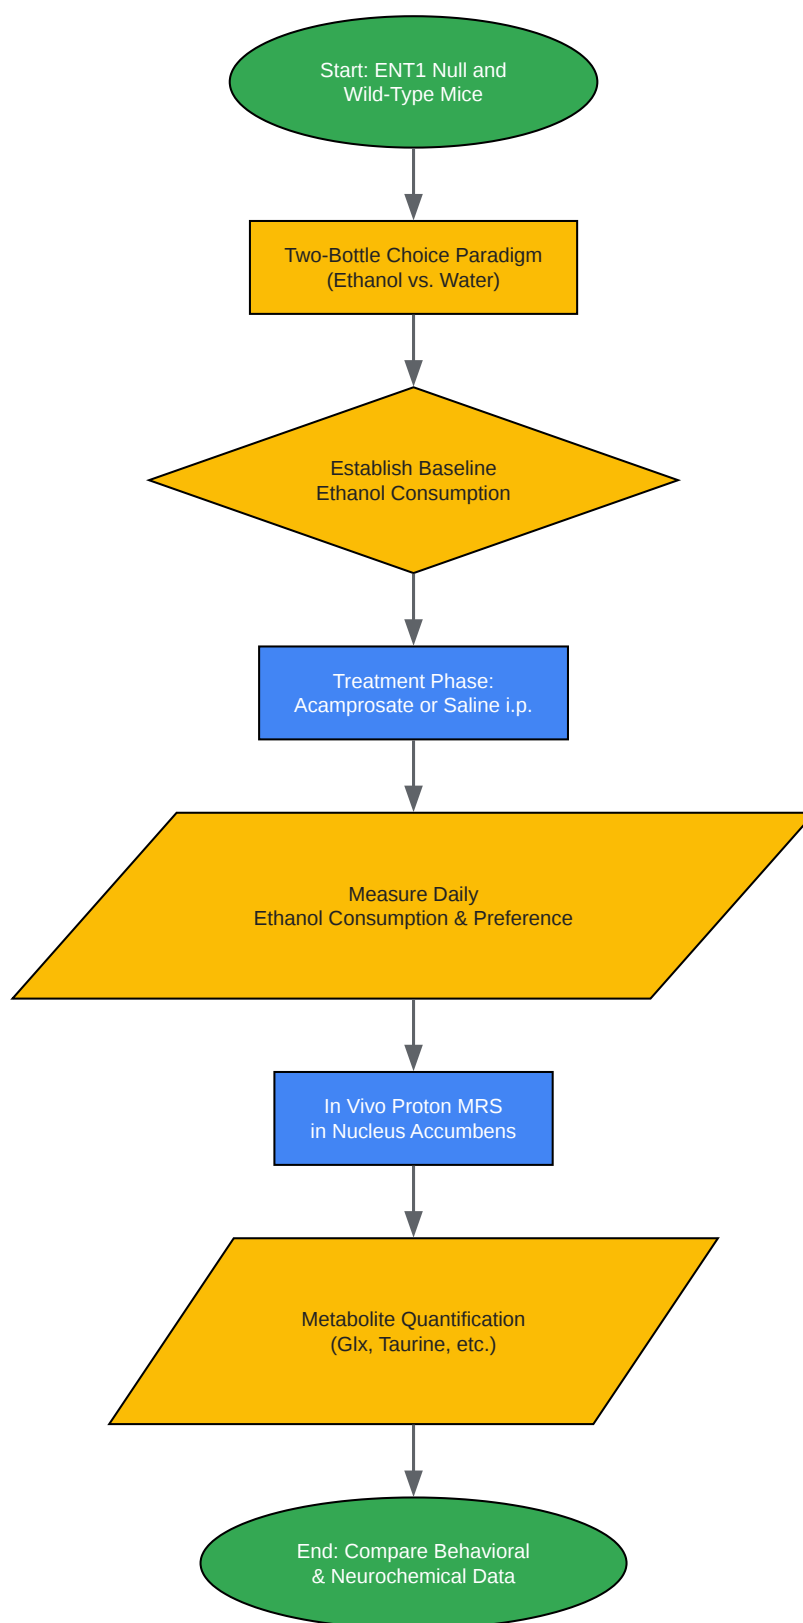 Start: ENT1 Null and
Wild-Type Mice
Two-Bottle Choice Paradigm
(Ethanol vs. Water)
Establish Baseline
Ethanol Consumption
Treatment Phase:
Acamprosate or Saline i.p.
Measure Daily
Ethanol Consumption & Preference
In Vivo Proton MRS
in Nucleus Accumbens
Metabolite Quantification
(Glx, Taurine, etc.)
End: Compare Behavioral
& Neurochemical Data